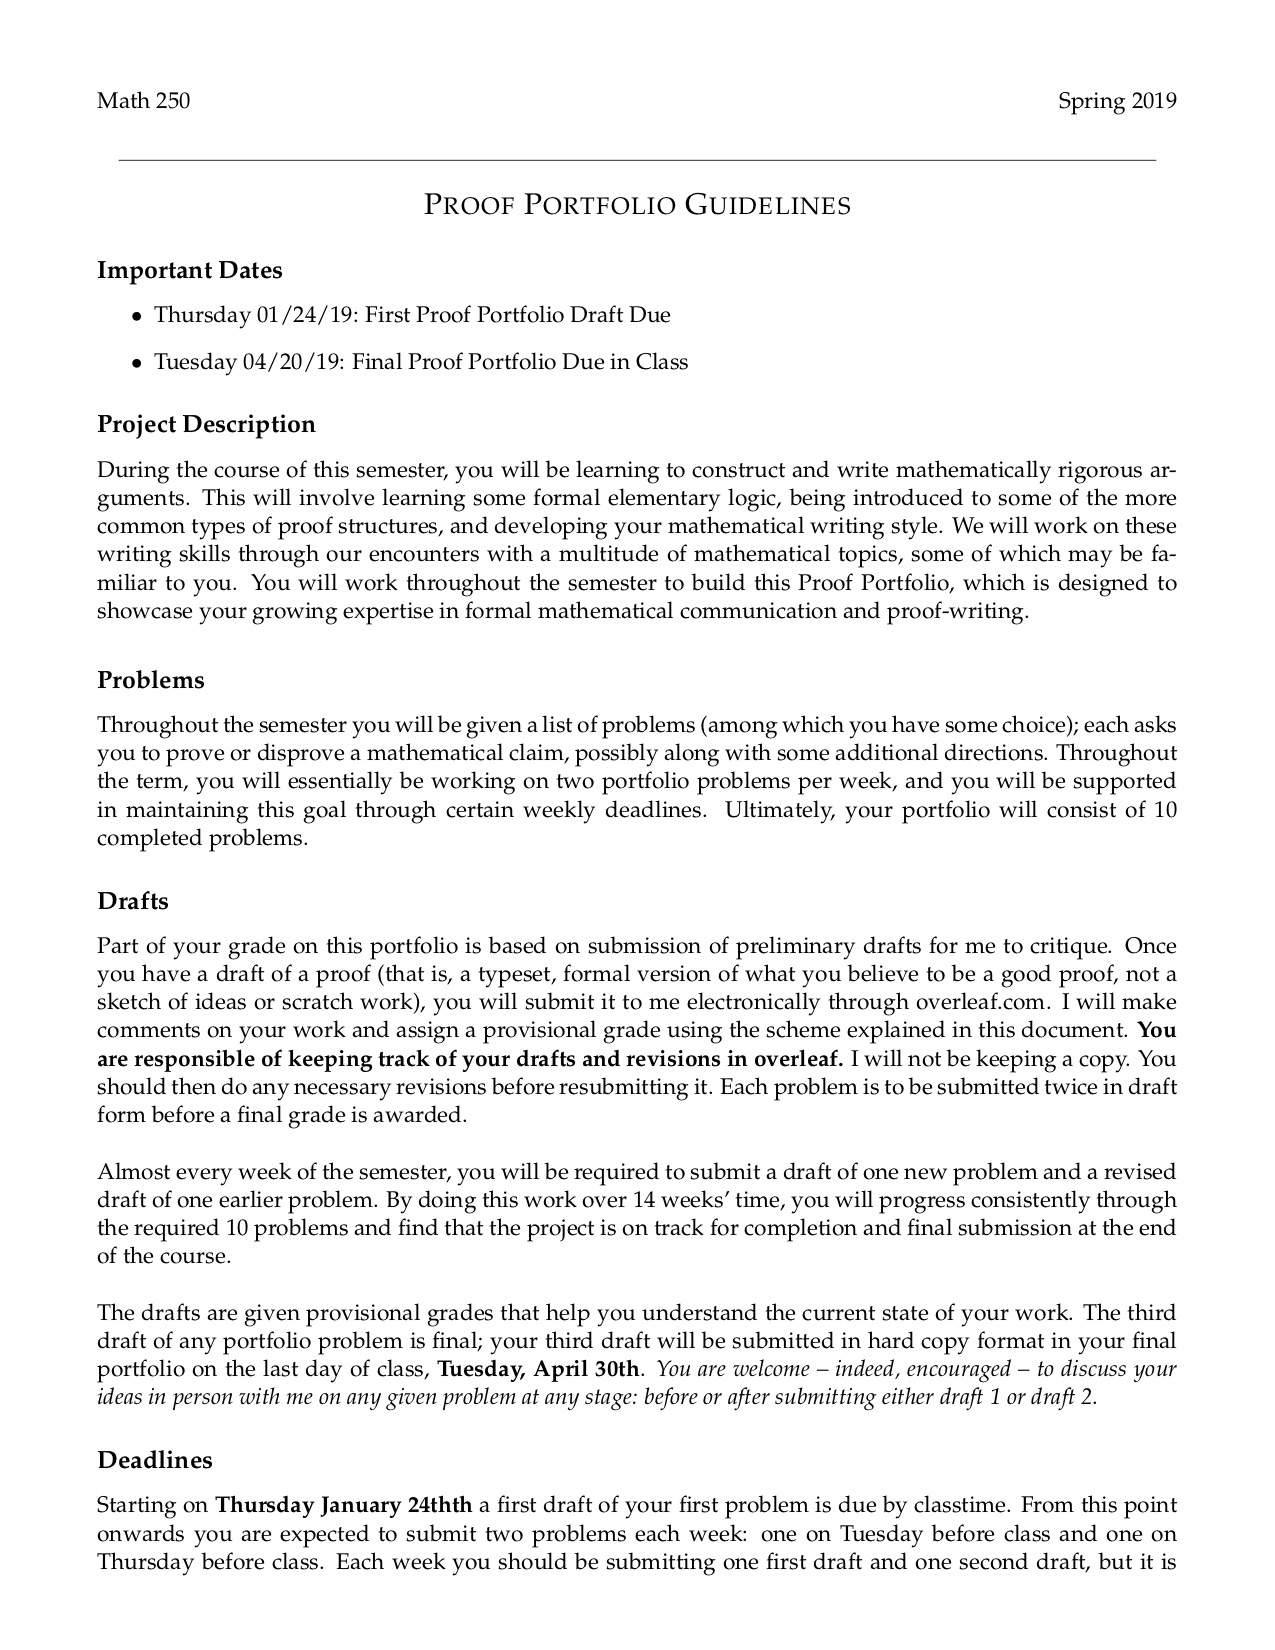 Math 250 Spring 2019
PROOF PORTFOLIO GUIDELINES
Important Dates
• Thursday 01/24/19: First Proof Portfolio Draft Due
• Tuesday 04/20/19: Final Proof Portfolio Due in Class
Project Description
During the course of this semester, you will be learning to construct and write mathematically rigorous ar-
guments. This will involve learning some formal elementary logic, being introduced to some of the more
common types of proof structures, and developing your mathematical writing style. We will work on these
writing skills through our encounters with a multitude of mathematical topics, some of which may be fa-
miliar to you. You will work throughout the semester to build this Proof Portfolio, which is designed to
showcase your growing expertise in formal mathematical communication and proof-writing.
Problems
Throughout the semester you will be given a list of problems (among which you have some choice); each asks
you to prove or disprove a mathematical claim, possibly along with some additional directions. Throughout
the term, you will essentially be working on two portfolio problems per week, and you will be supported
in maintaining this goal through certain weekly deadlines. Ultimately, your portfolio will consist of 10
completed problems.
Drafts
Part of your grade on this portfolio is based on submission of preliminary drafts for me to critique. Once
you have a draft of a proof (that is, a typeset, formal version of what you believe to be a good proof, not a
sketch of ideas or scratch work), you will submit it to me electronically through overleaf.com. I will make
comments on your work and assign a provisional grade using the scheme explained in this document. You
are responsible of keeping track of your drafts and revisions in overleaf. I will not be keeping a copy. You
should then do any necessary revisions before resubmitting it. Each problem is to be submitted twice in draft
form before a final grade is awarded.
Almost every week of the semester, you will be required to submit a draft of one new problem and a revised
draft of one earlier problem. By doing this work over 14 weeks’ time, you will progress consistently through
the required 10 problems and find that the project is on track for completion and final submission at the end
of the course.
The drafts are given provisional grades that help you understand the current state of your work. The third
draft of any portfolio problem is final; your third draft will be submitted in hard copy format in your final
portfolio on the last day of class, Tuesday, April 30th. You are welcome – indeed, encouraged – to discuss your
ideas in person with me on any given problem at any stage: before or after submitting either draft 1 or draft 2.
Deadlines
Starting on Thursday January 24thth a first draft of your first problem is due by classtime. From this point
onwards you are expected to submit two problems each week: one on Tuesday before class and one on
Thursday before class. Each week you should be submitting one first draft and one second draft, but it is